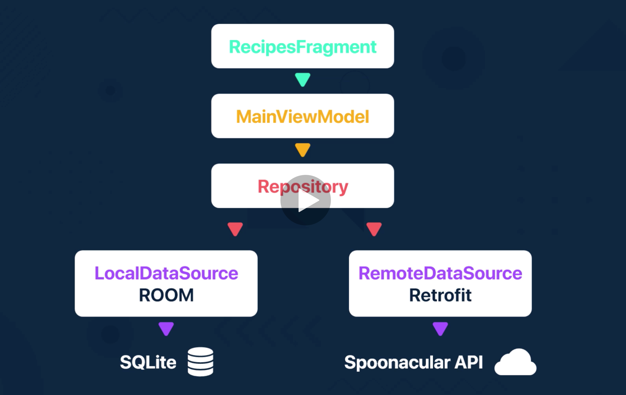 RecipesFragment
MainViewModel
Repository
LocalDataSource
ROOM
RemoteDataSource
Retrofit
SQLite
Spoonacular API